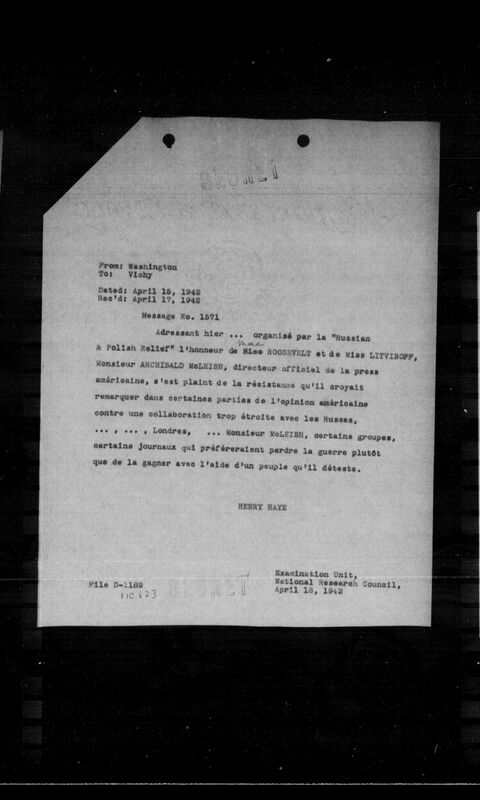 From: Washington
To: Vichy
Dated: April 15, 1942
Rec'd: April 17, 1942
Message No. 1371
Adressant hier ... organisé par la "Russian
Mme
& Polish Relief" l'honneur de Miss ROOSEVELT et de Miss LITVINOFF,
Monsieur ARCHIBALD McLEISH, directeur officiel de la press
américaine, s'est plaint de la résistance qu'il croyait
remarquer dans certaines parties de l'opinion américaine
contre une collaboration trop étroite avec les Russes,
... , ... , Londres, ... Monsieur McLEISH, certains groupes,
certains journaux qui préféreraient perdre la guerre plutôt
que de la gagner avec l'aide d'un peuple qu'il déteste.
HENRY HAYE
Examination Unit,
File D-1189 National Research Council,
April 18, 1942